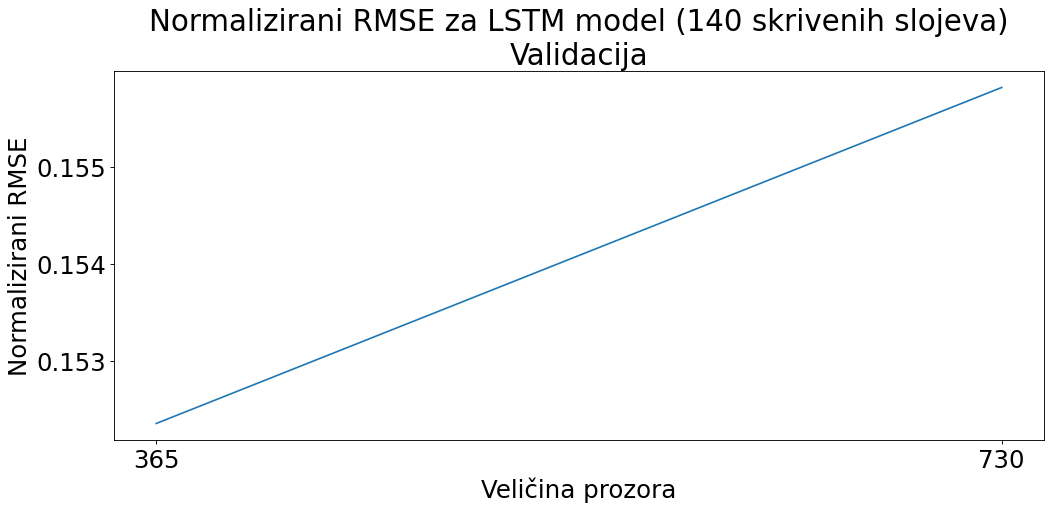 Normalizirani RMSE za LSTM model (140 skrivenih slojeva)
Validacija
Normalizirani RMSE
0.155
0.154
0.153
365
730
Veličina prozora